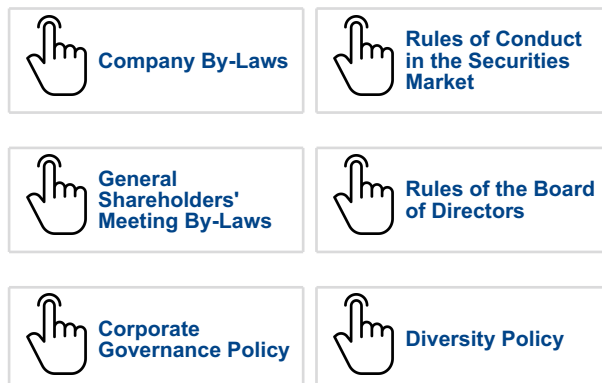 Company By-Laws
Rules of Conduct
in the Securities
Market
General
Shareholders'
Meeting By-Laws
Rules of the Board
of Directors
Corporate
Governance Policy
Diversity Policy